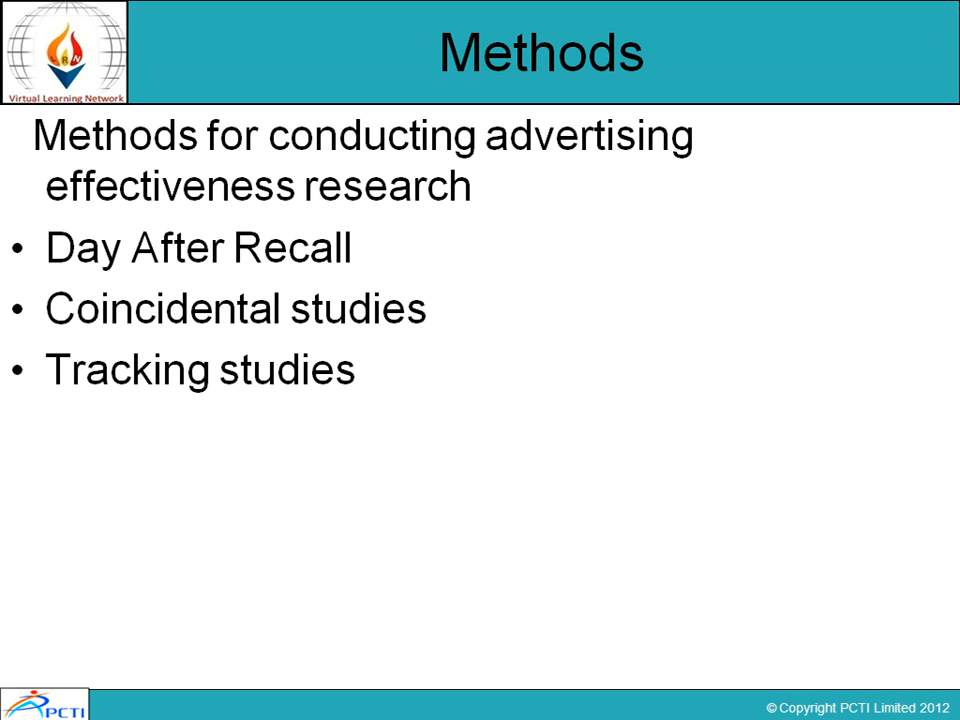 Methods
Virtual Learning Network
Methods for conducting advertising
effectiveness research
• Day After Recall
• Coincidental studies
• Tracking studies
PCTI
© Copyright PCTI Limited 2012